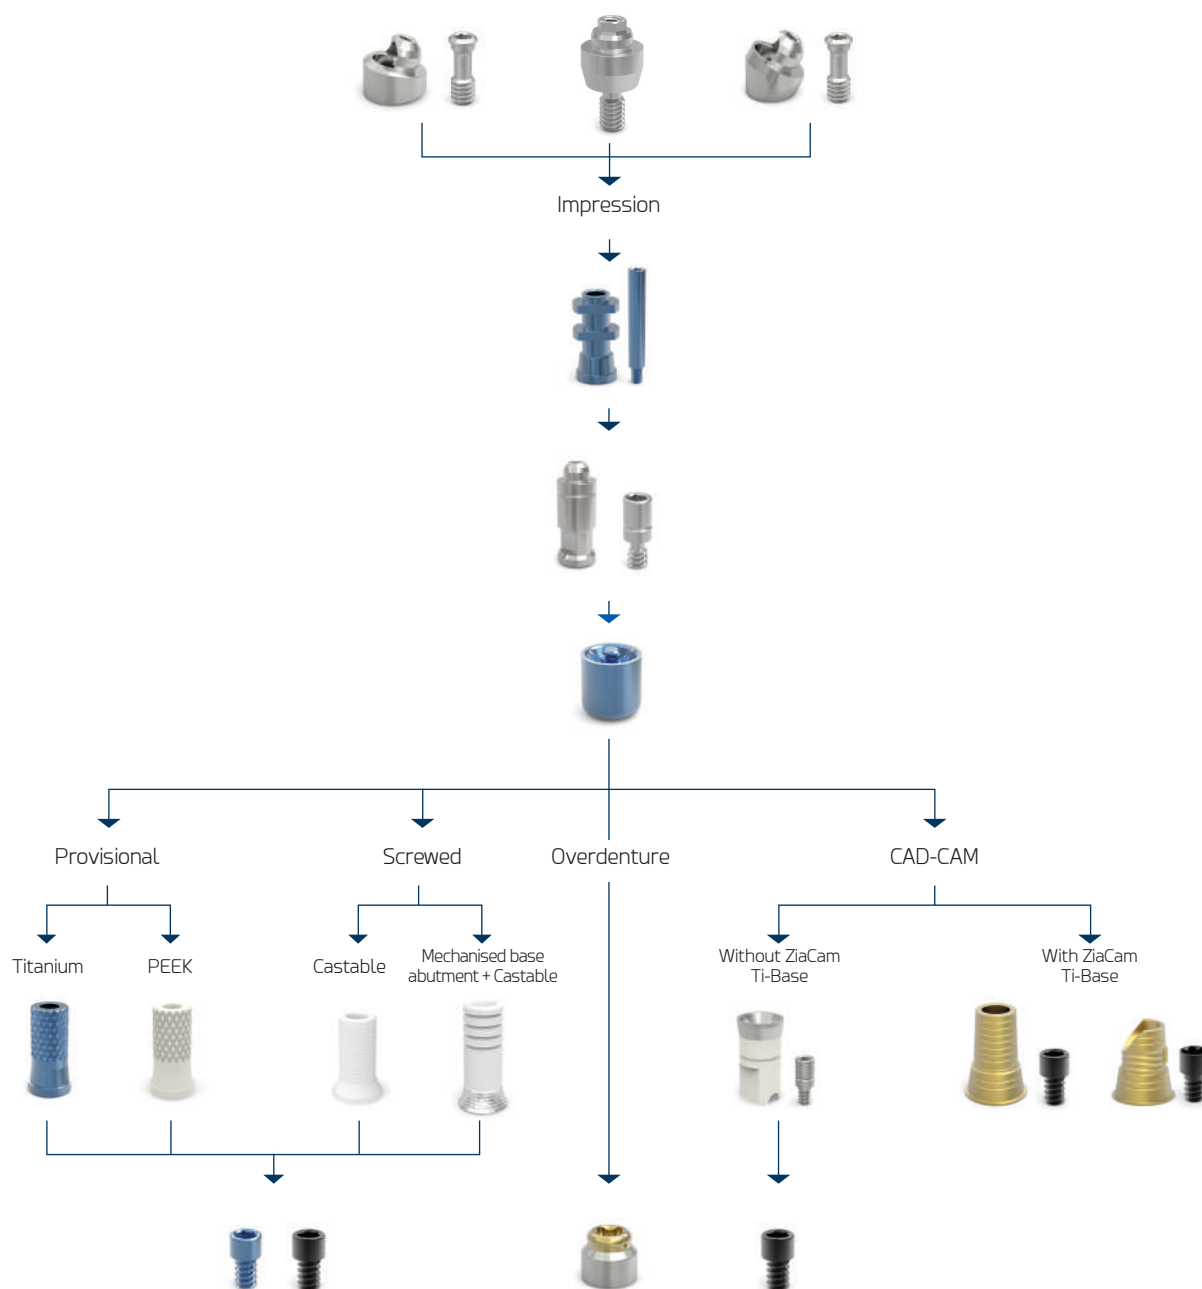 Impression
Provisional
Screwed
Overdenture
CAD-CAM
Titanium
PEEK
Castable
Mechanised base
abutment + Castable
Without ZiaCam
Ti-Base
With ZiaCam
Ti-Base